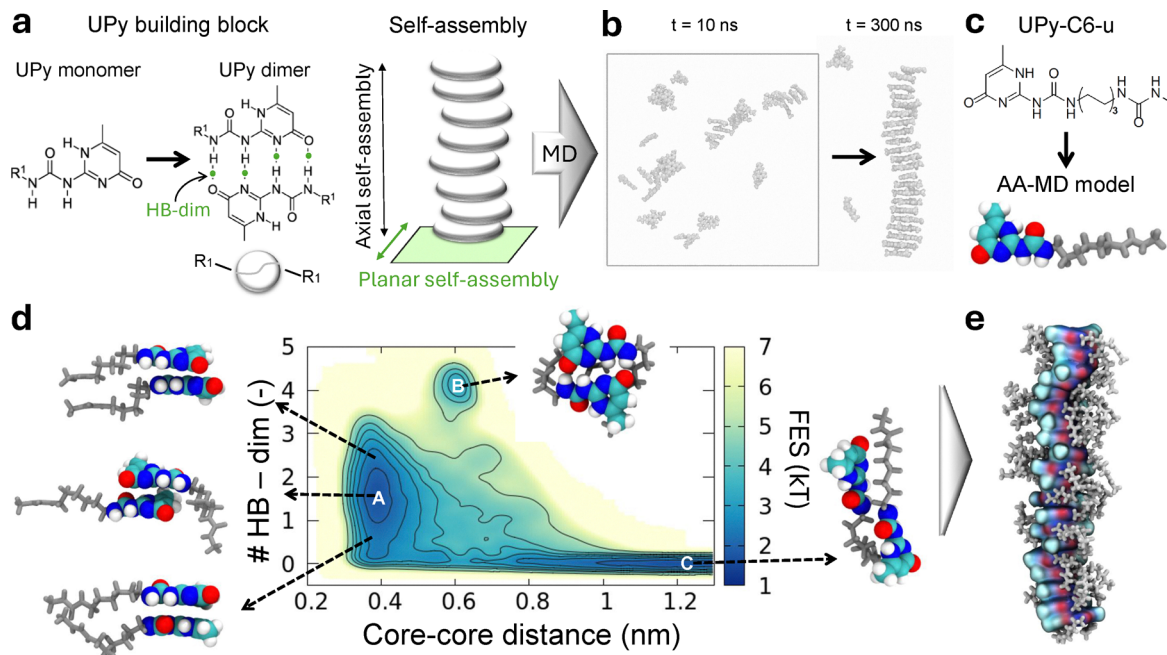 a
UPy building block
UPy monomer
UPy dimer
R¹
O
N
H
N
H
N
HN
O
R¹
O
N
H
N
H
N
H
N
O
H
H
O
N
H
H
N
N
N
H
N
O
H
N
R¹
HB-dim
R₁
R₁
Self-assembly
Axial self-assembly
Planar self-assembly
MD
b
t = 10 ns
t = 300 ns
c
UPy-C6-u
O
NH
N
N
H
O
N
H
3
H
N
O
N
H
AA-MD model
d
# HB – dim (-)
5
4
3
2
1
0
A
B
C
0.2
0.4
0.6
0.8
1
1.2
Core-core distance (nm)
7
6
5
4
3
2
1
FES (kT)
e